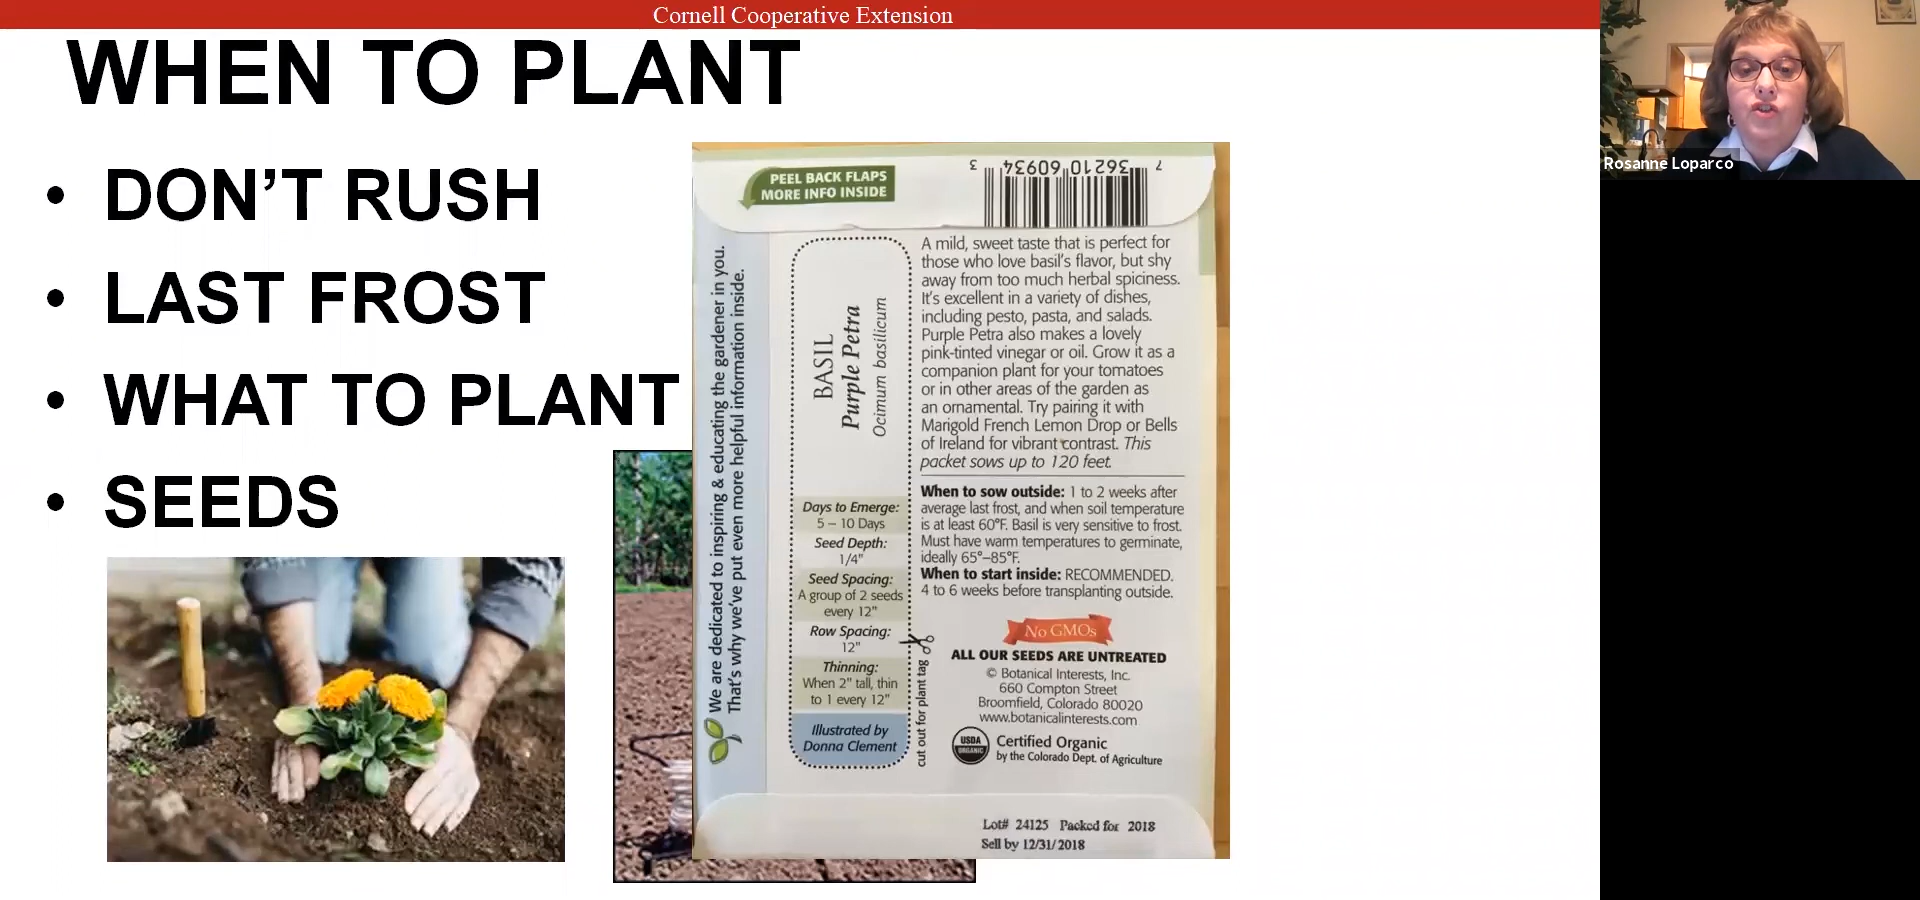 Cornell Cooperative Extension
WHEN TO PLANT
• DON’T RUSH
• LAST FROST
• WHAT TO PLANT
• SEEDS
PEEL BACK FLAPS
MORE INFO INSIDE
7 36210 60934 3
We are dedicated to inspiring & educating the gardener in you.
That's why we've put even more helpful information inside.
BASIL
Purple Petra
Ocimum basilicum
Days to Emerge:
5 – 10 Days
Seed Depth:
1/4"
Seed Spacing:
A group of 2 seeds
every 12"
Row Spacing:
12"
Thinning:
When 2" tall, thin
to 1 every 12"
Illustrated by
Donna Clement
cut out for plant tag
A mild, sweet taste that is perfect for
those who love basil's flavor, but shy
away from too much herbal spiciness.
It's excellent in a variety of dishes,
including pesto, pasta, and salads.
Purple Petra also makes a lovely
pink-tinted vinegar or oil. Grow it as a
companion plant for your tomatoes
or in other areas of the garden as
an ornamental. Try pairing it with
Marigold French Lemon Drop or Bells
of Ireland for vibrant contrast. This
packet sows up to 120 feet.
When to sow outside: 1 to 2 weeks after
average last frost, and when soil temperature
is at least 60°F. Basil is very sensitive to frost.
Must have warm temperatures to germinate,
ideally 65°–85°F.
When to start inside: RECOMMENDED.
4 to 6 weeks before transplanting outside.
No GMOs
ALL OUR SEEDS ARE UNTREATED
© Botanical Interests, Inc.
660 Compton Street
Broomfield, Colorado 80020
www.botanicalinterests.com
USDA
ORGANIC
Certified Organic
by the Colorado Dept. of Agriculture
Lot# 24125 Packed for 2018
Sell by 12/31/2018
Rosanne Loparco